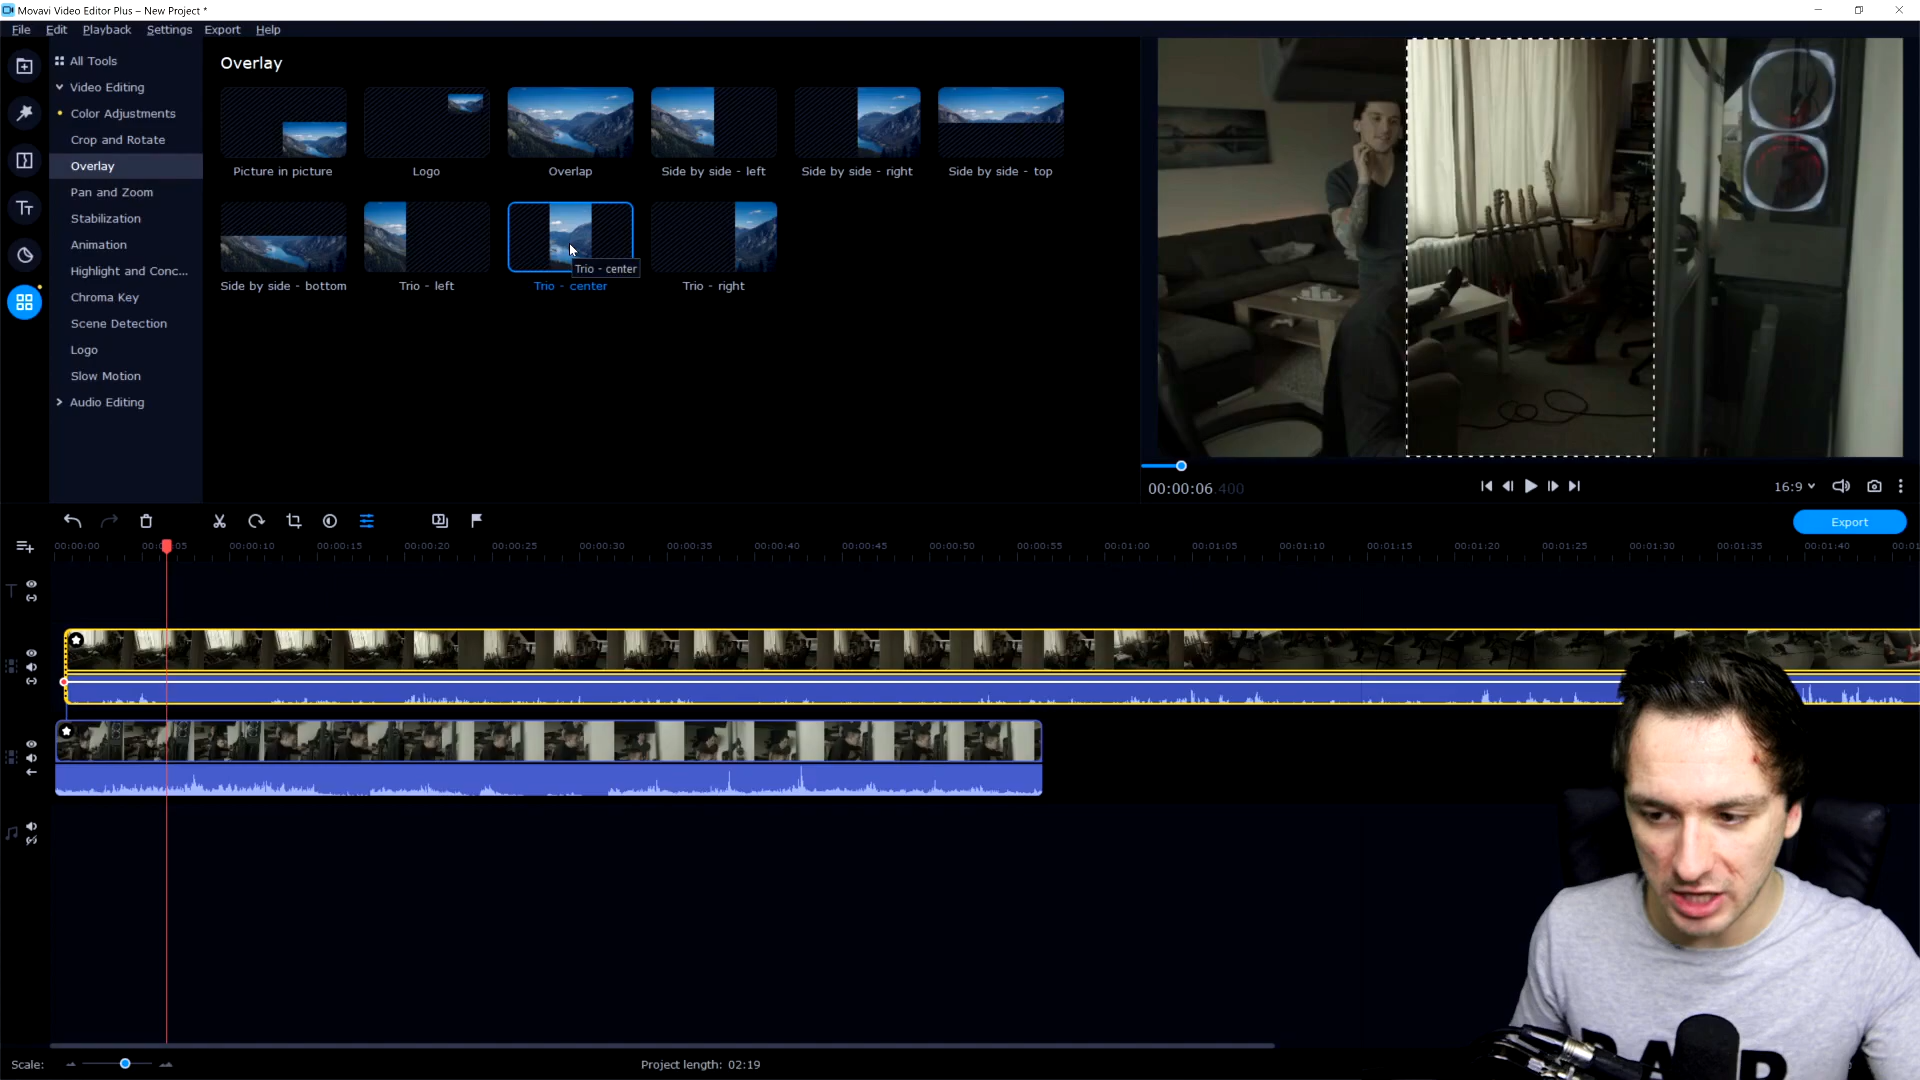 Movavi Video Editor Plus – New Project *
File Edit Playback Settings Export Help
All Tools
Video Editing
Color Adjustments
Crop and Rotate
Overlay
Pan and Zoom
Stabilization
Animation
Highlight and Conc...
Chroma Key
Scene Detection
Logo
Slow Motion
Audio Editing
Overlay
Picture in picture
Logo
Overlap
Side by side - left
Side by side - right
Side by side - top
Side by side - bottom
Trio - left
Trio - center
Trio - center
Trio - right
00:00:06.400
16:9
Export
00:00:00 00:00:05 00:00:10 00:00:15 00:00:20 00:00:25 00:00:30 00:00:35 00:00:40 00:00:45 00:00:50 00:00:55 00:01:00 00:01:05 00:01:10 00:01:15 00:01:20 00:01:25 00:01:30 00:01:35 00:01:40
Scale:
Project length: 02:19